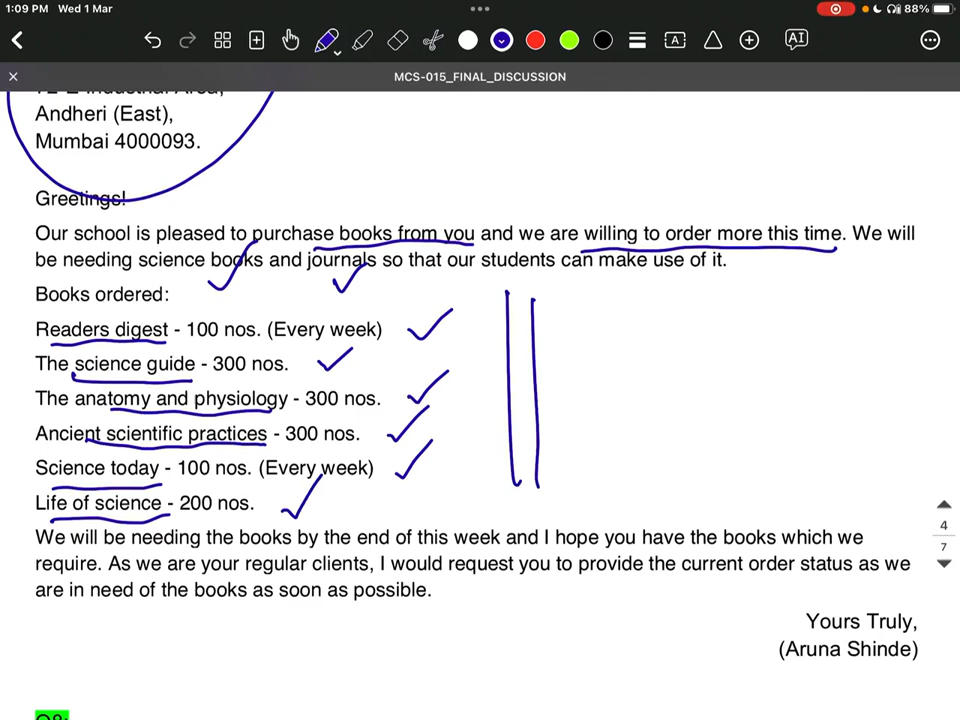 1:09 PM Wed 1 Mar
88%
AI
MCS-015_FINAL_DISCUSSION
Andheri (East),
Mumbai 4000093.
Greetings!
Our school is pleased to purchase books from you and we are willing to order more this time. We will
be needing science books and journals so that our students can make use of it.
Books ordered:
Readers digest - 100 nos. (Every week)
The science guide - 300 nos.
The anatomy and physiology - 300 nos.
Ancient scientific practices - 300 nos.
Science today - 100 nos. (Every week)
Life of science - 200 nos.
4
7
We will be needing the books by the end of this week and I hope you have the books which we
require. As we are your regular clients, I would request you to provide the current order status as we
are in need of the books as soon as possible.
Yours Truly,
(Aruna Shinde)